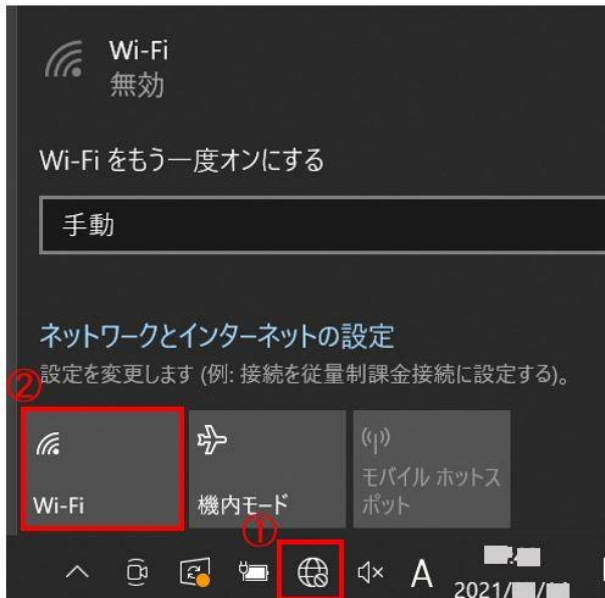 Wi-Fi
無効
Wi-Fi をもう一度オンにする
手動
ネットワークとインターネットの設定
②
設定を変更します (例: 接続を従量制課金接続に設定する)。
Wi-Fi
機内モード
モバイル ホットス
ポット
①
A
2021/